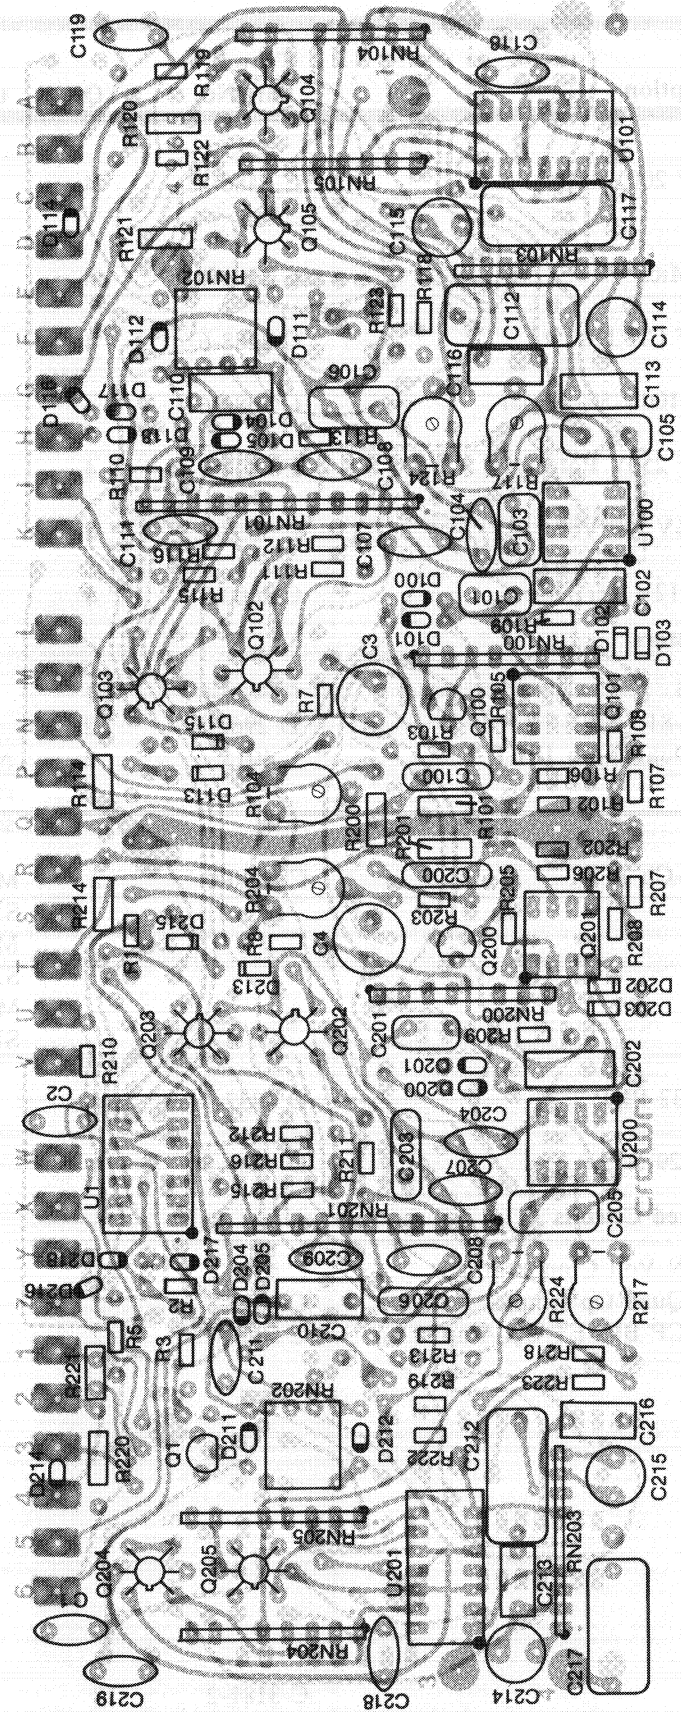 C119
R119
RN104
Q104
C118
A
R120
R122
U101
B
RN105
C
D114
D
R121
Q105
C115
C117
RN103
E
RN102
R118
R123
F
D112
D111
C112
C114
C116
C106
C110
G
D116
D117
C113
D104
D105
R113
H
D118
C105
R110
C109
C108
R124
R117
J
RN101
C104
C103
K
C111
R116
R112
C107
U100
R115
R111
D100
C101
C102
D101
R109
L
Q102
RN100
D102
D103
C3
M
Q103
R7
Q100
R105
Q101
N
D115
R103
R108
P
R114
D113
R104
C100
R106
R107
R101
R102
Q
R200
R201
R202
R
R204
C200
R206
R214
R205
R207
S
R1
D215
R8
C4
R203
Q200
Q201
R208
T
D213
D202
D203
RN200
U
Q203
Q202
C201
R209
V
R210
D201
D200
C202
C2
C204
R212
W
R216
R211
C203
U200
crown
U1
R215
C207
X
RN201
C205
Y
D218
D217
C209
C208
D204
D205
D216
R2
Z
C206
R224
R217
C210
R5
R3
C211
1
R221
R213
R218
R219
R223
RN202
2
C216
D211
D212
R222
C212
3
D214
R220
Q1
C215
4
RN205
5
Q204
Q205
U201
C213
RN203
6
C1
RN204
C219
C218
C214
C217